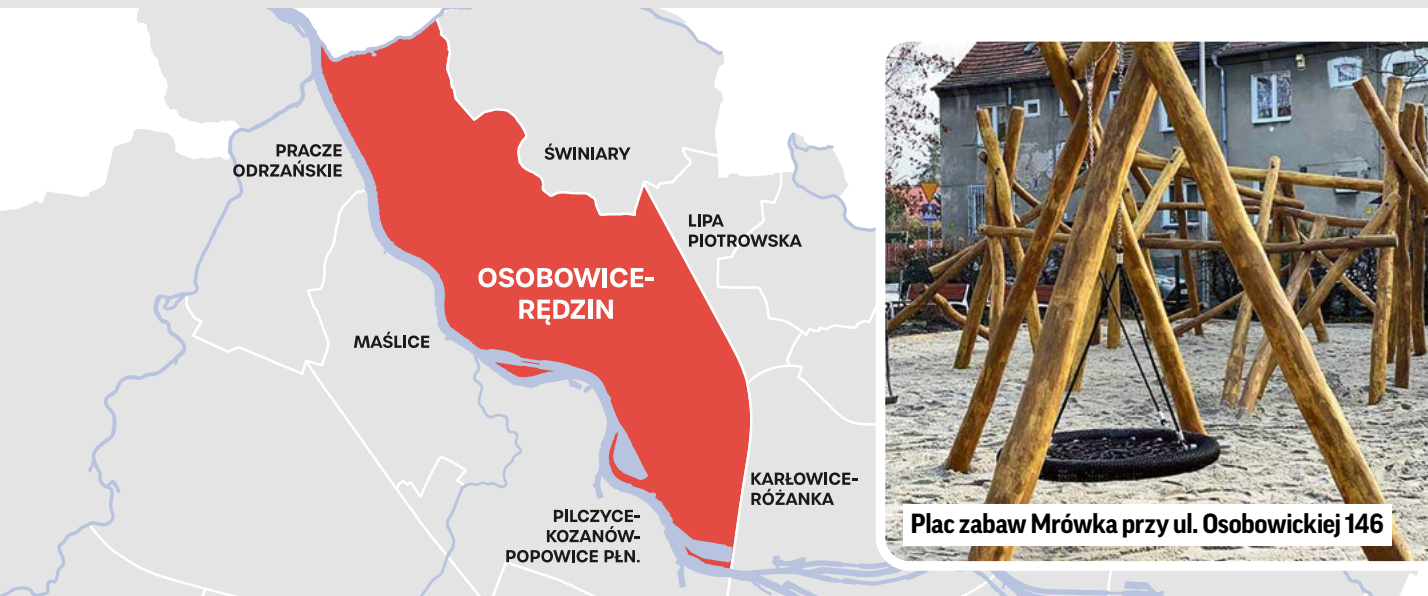 PRACZE
ODRZAŃSKIE
ŚWINIARY
LIPA
PIOTROWSKA
OSOBOWICE-
RĘDZIN
MAŚLICE
KARŁOWICE-
RÓŻANKA
PILCZYCE-
KOZANÓW-
POPOWICE PŁN.
Plac zabaw Mrówka przy ul. Osobowickiej 146